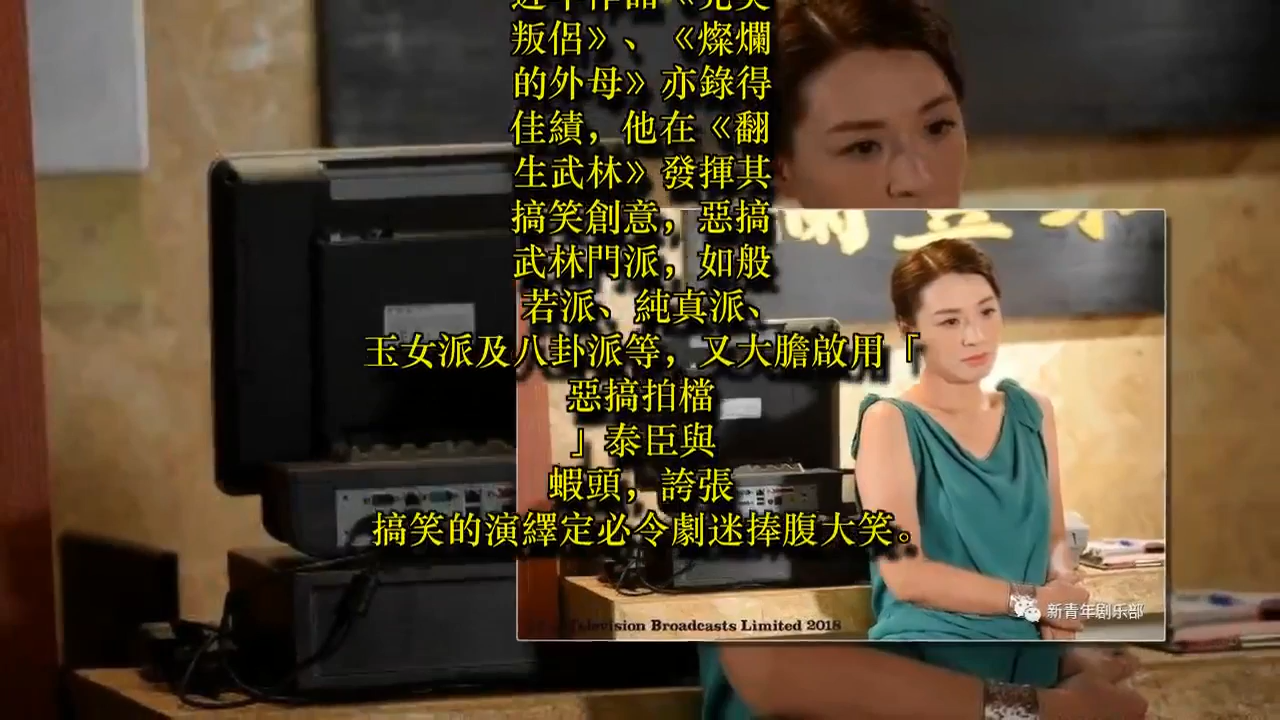 叛侶》、《燦爛
的外母》亦錄得
佳績，他在《翻
生武林》發揮其
搞笑創意，惡搞
武林門派，如般
若派、純真派、
玉女派及八卦派等，又大膽啟用「
惡搞拍檔
」泰臣與
蝦頭，誇張
搞笑的演繹定必令劇迷捧腹大笑。
新青年剧乐部
Television Broadcasts Limited 2018